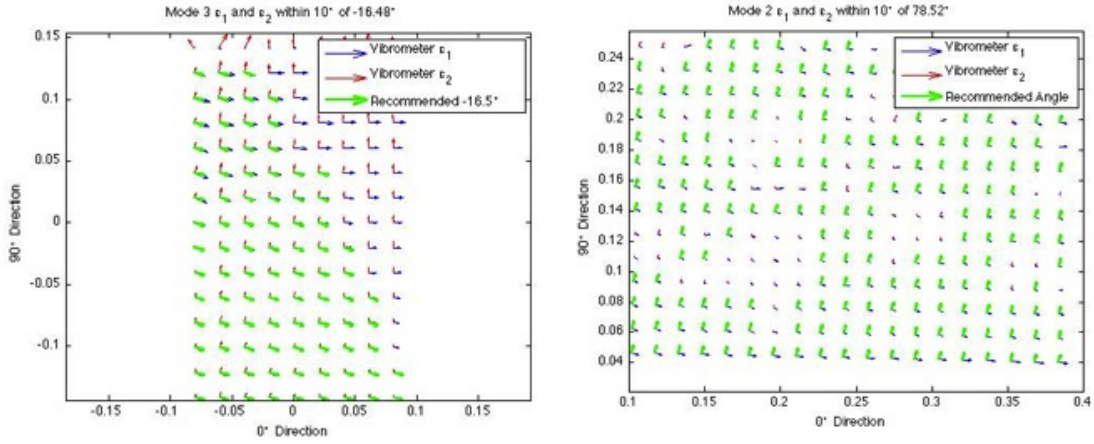 Mode 3 ε₁ and ε₂ within 10° of -16.48°
0.15
0.1
0.05
0
-0.05
-0.1
90° Direction
Vibrometer ε₁
Vibrometer ε₂
Recommended -16.5°
-0.15 -0.1 -0.05 0 0.05 0.1 0.15
0° Direction
Mode 2 ε₁ and ε₂ within 10° of 78.52°
0.24
0.22
0.2
0.18
0.16
0.14
0.12
0.1
0.08
0.06
0.04
90° Direction
Vibrometer ε₁
Vibrometer ε₂
Recommended Angle
0.1 0.15 0.2 0.25 0.3 0.35 0.4
0° Direction